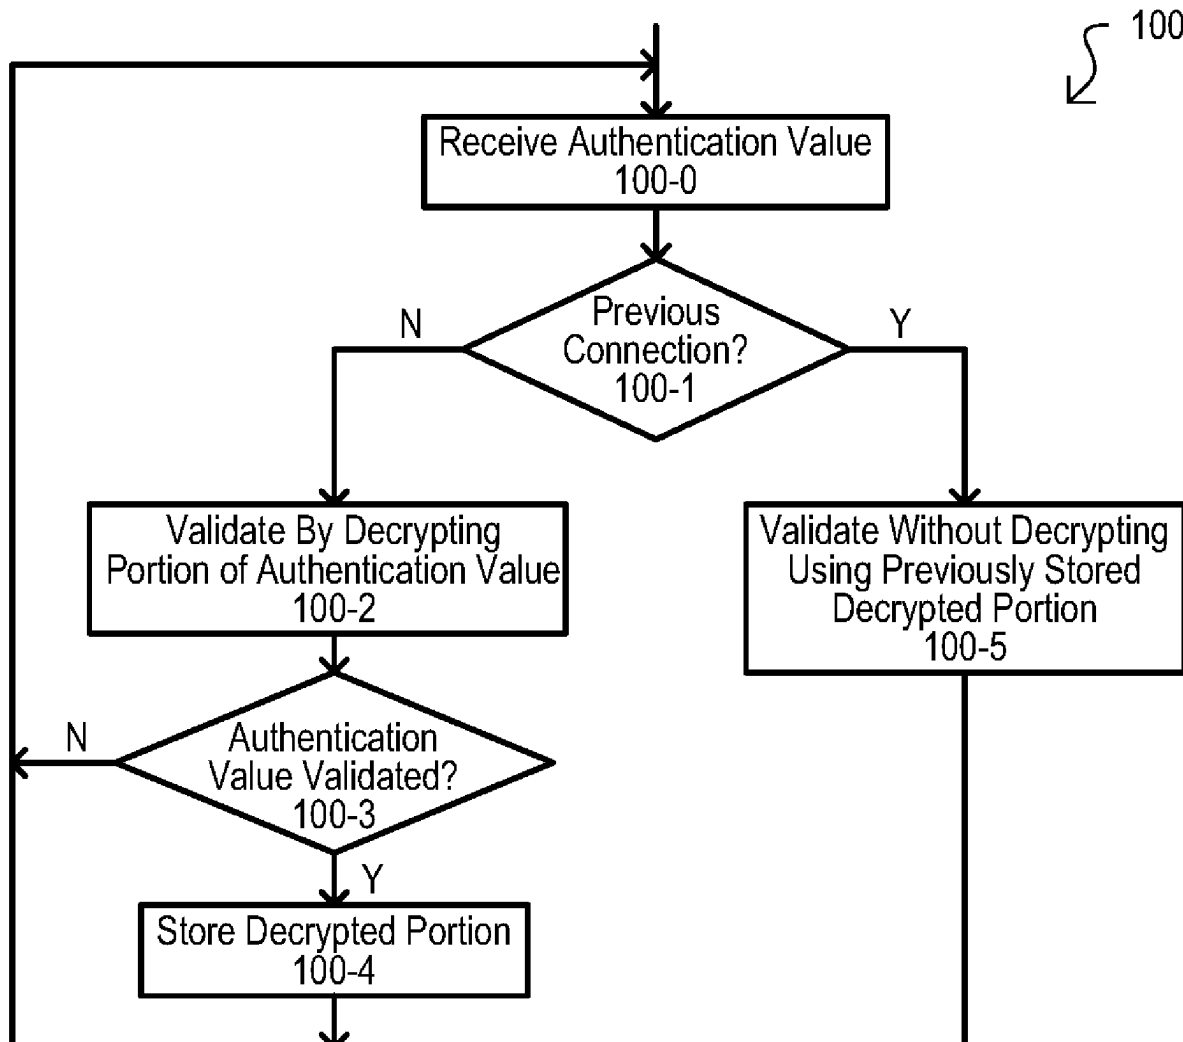 100
Receive Authentication Value
100-0
Previous
Connection?
100-1
N
Y
Validate By Decrypting
Portion of Authentication Value
100-2
Validate Without Decrypting
Using Previously Stored
Decrypted Portion
100-5
N
Authentication
Value Validated?
100-3
Y
Store Decrypted Portion
100-4